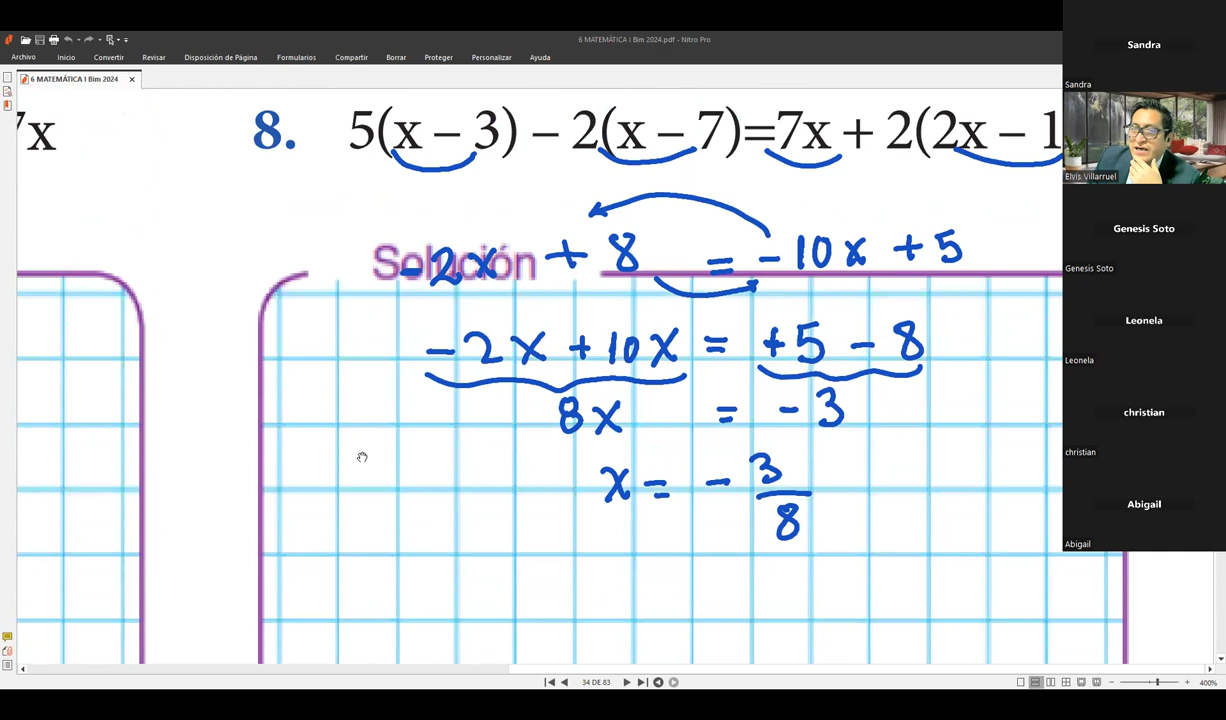 6 MATEMÁTICA I Bim 2024.pdf - Nitro Pro
Archivo Inicio Convertir Revisar Disposición de Página Formularios Compartir Borrar Proteger Personalizar Ayuda
6 MATEMÁTICA I Bim 2024
7x
8. 5(x – 3) – 2(x – 7)=7x + 2(2x – 1
Solución
-2x + 8 = -10x +5
-2x +10x = +5 - 8
8x = -3
x = - 3/8
34 DE 83
400%
Sandra
Sandra
Elvis Villarruel
Genesis Soto
Genesis Soto
Leonela
Leonela
christian
christian
Abigail
Abigail